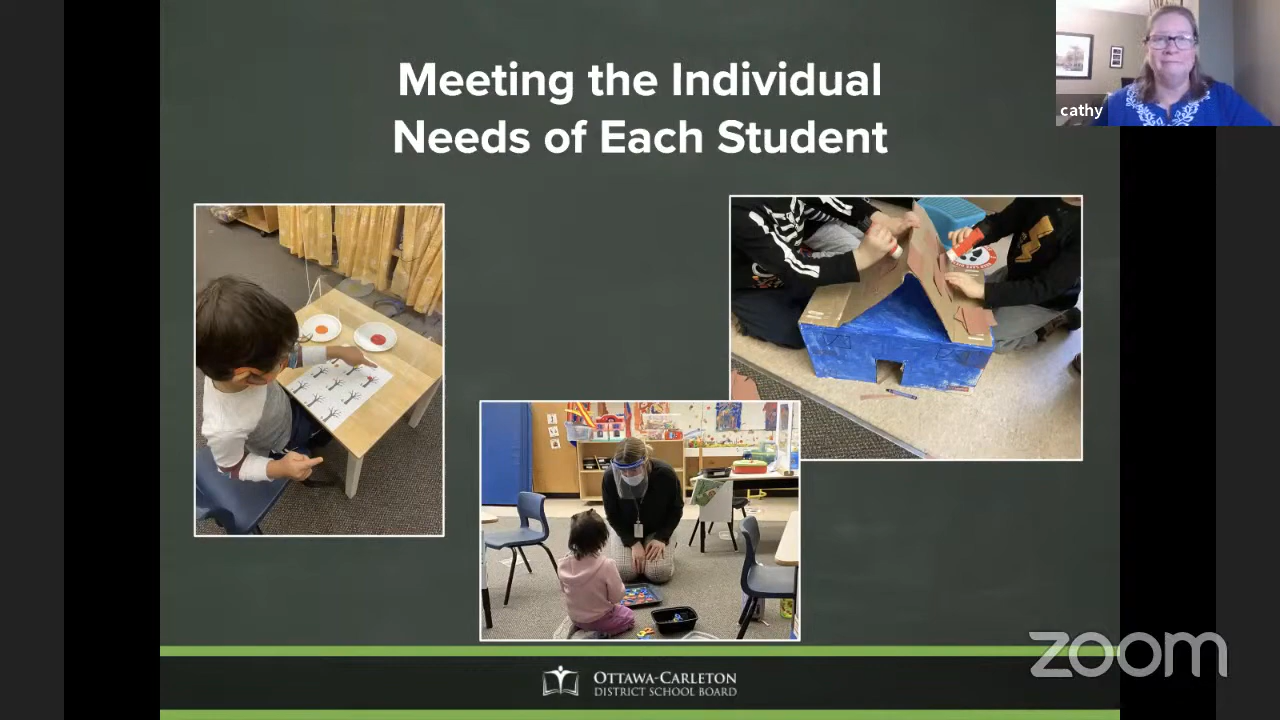 Meeting the Individual
Needs of Each Student
cathy
zoom
OTTAWA-CARLETON
DISTRICT SCHOOL BOARD